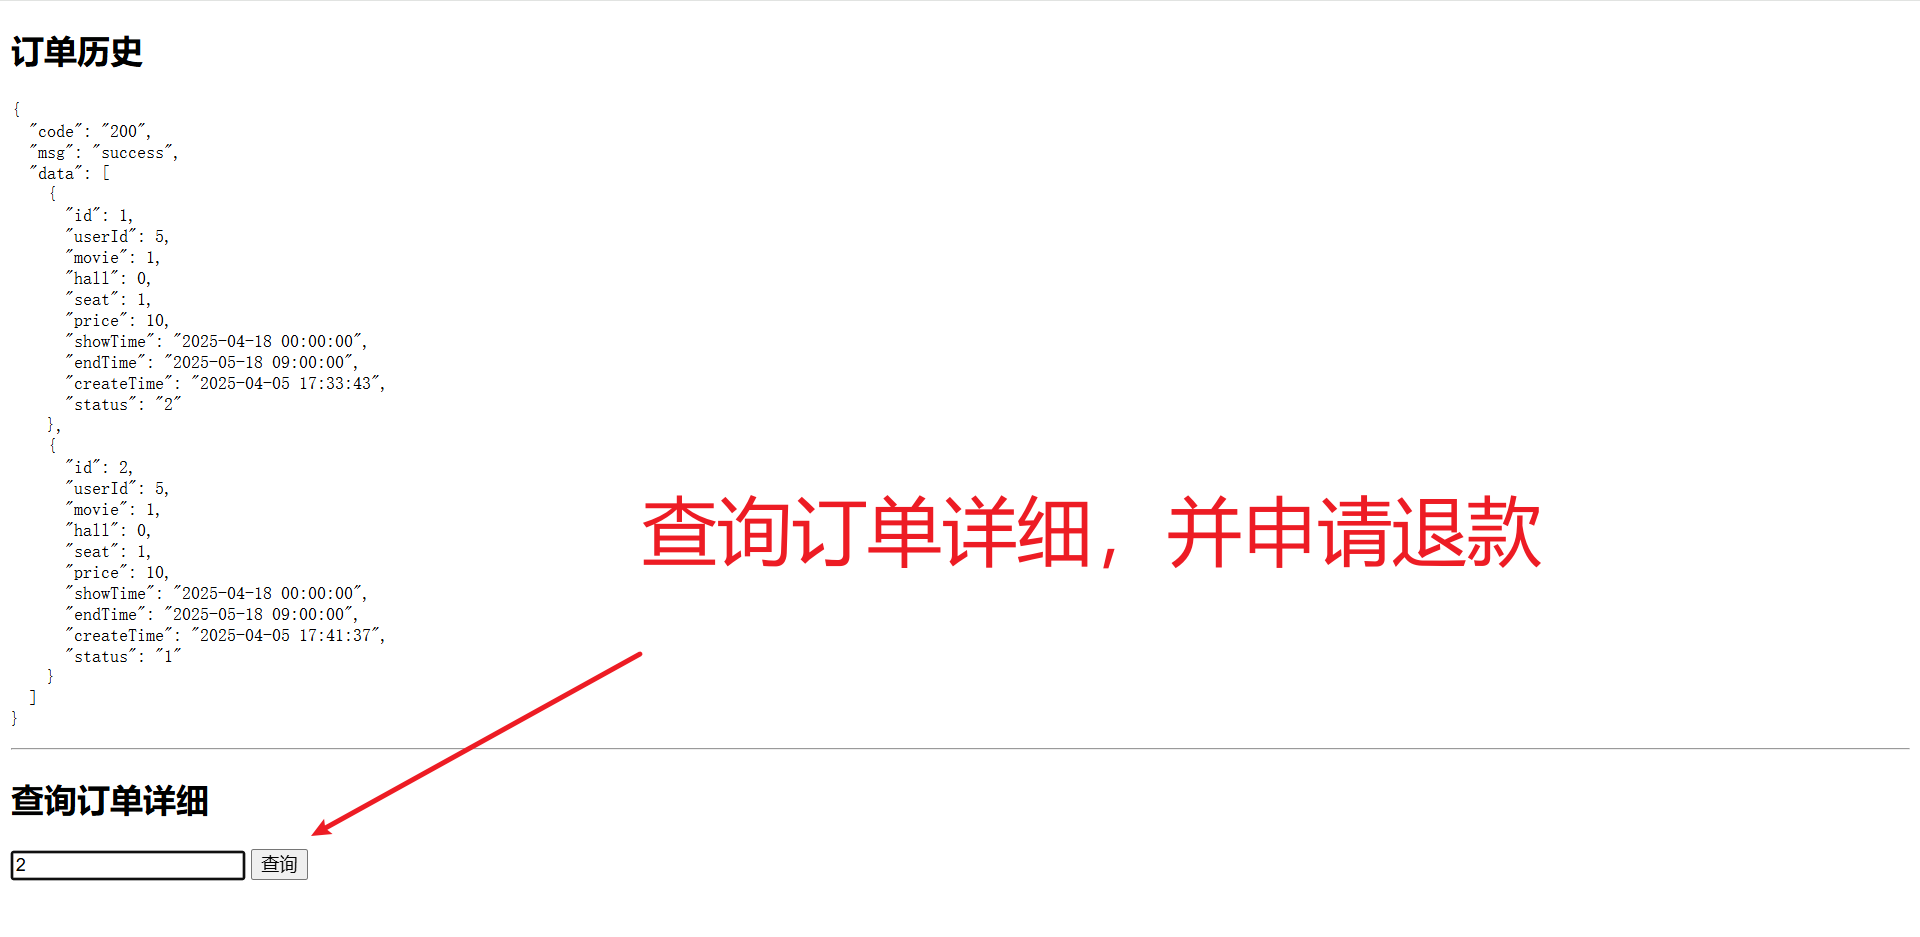 订单历史
{
"code": "200",
"msg": "success",
"data": [
{
"id": 1,
"userId": 5,
"movie": 1,
"hall": 0,
"seat": 1,
"price": 10,
"showTime": "2025-04-18 00:00:00",
"endTime": "2025-05-18 09:00:00",
"createTime": "2025-04-05 17:33:43",
"status": "2"
},
{
"id": 2,
"userId": 5,
"movie": 1,
"hall": 0,
"seat": 1,
"price": 10,
"showTime": "2025-04-18 00:00:00",
"endTime": "2025-05-18 09:00:00",
"createTime": "2025-04-05 17:41:37",
"status": "1"
}
]
}
查询订单详细，并申请退款
查询订单详细
2 查询